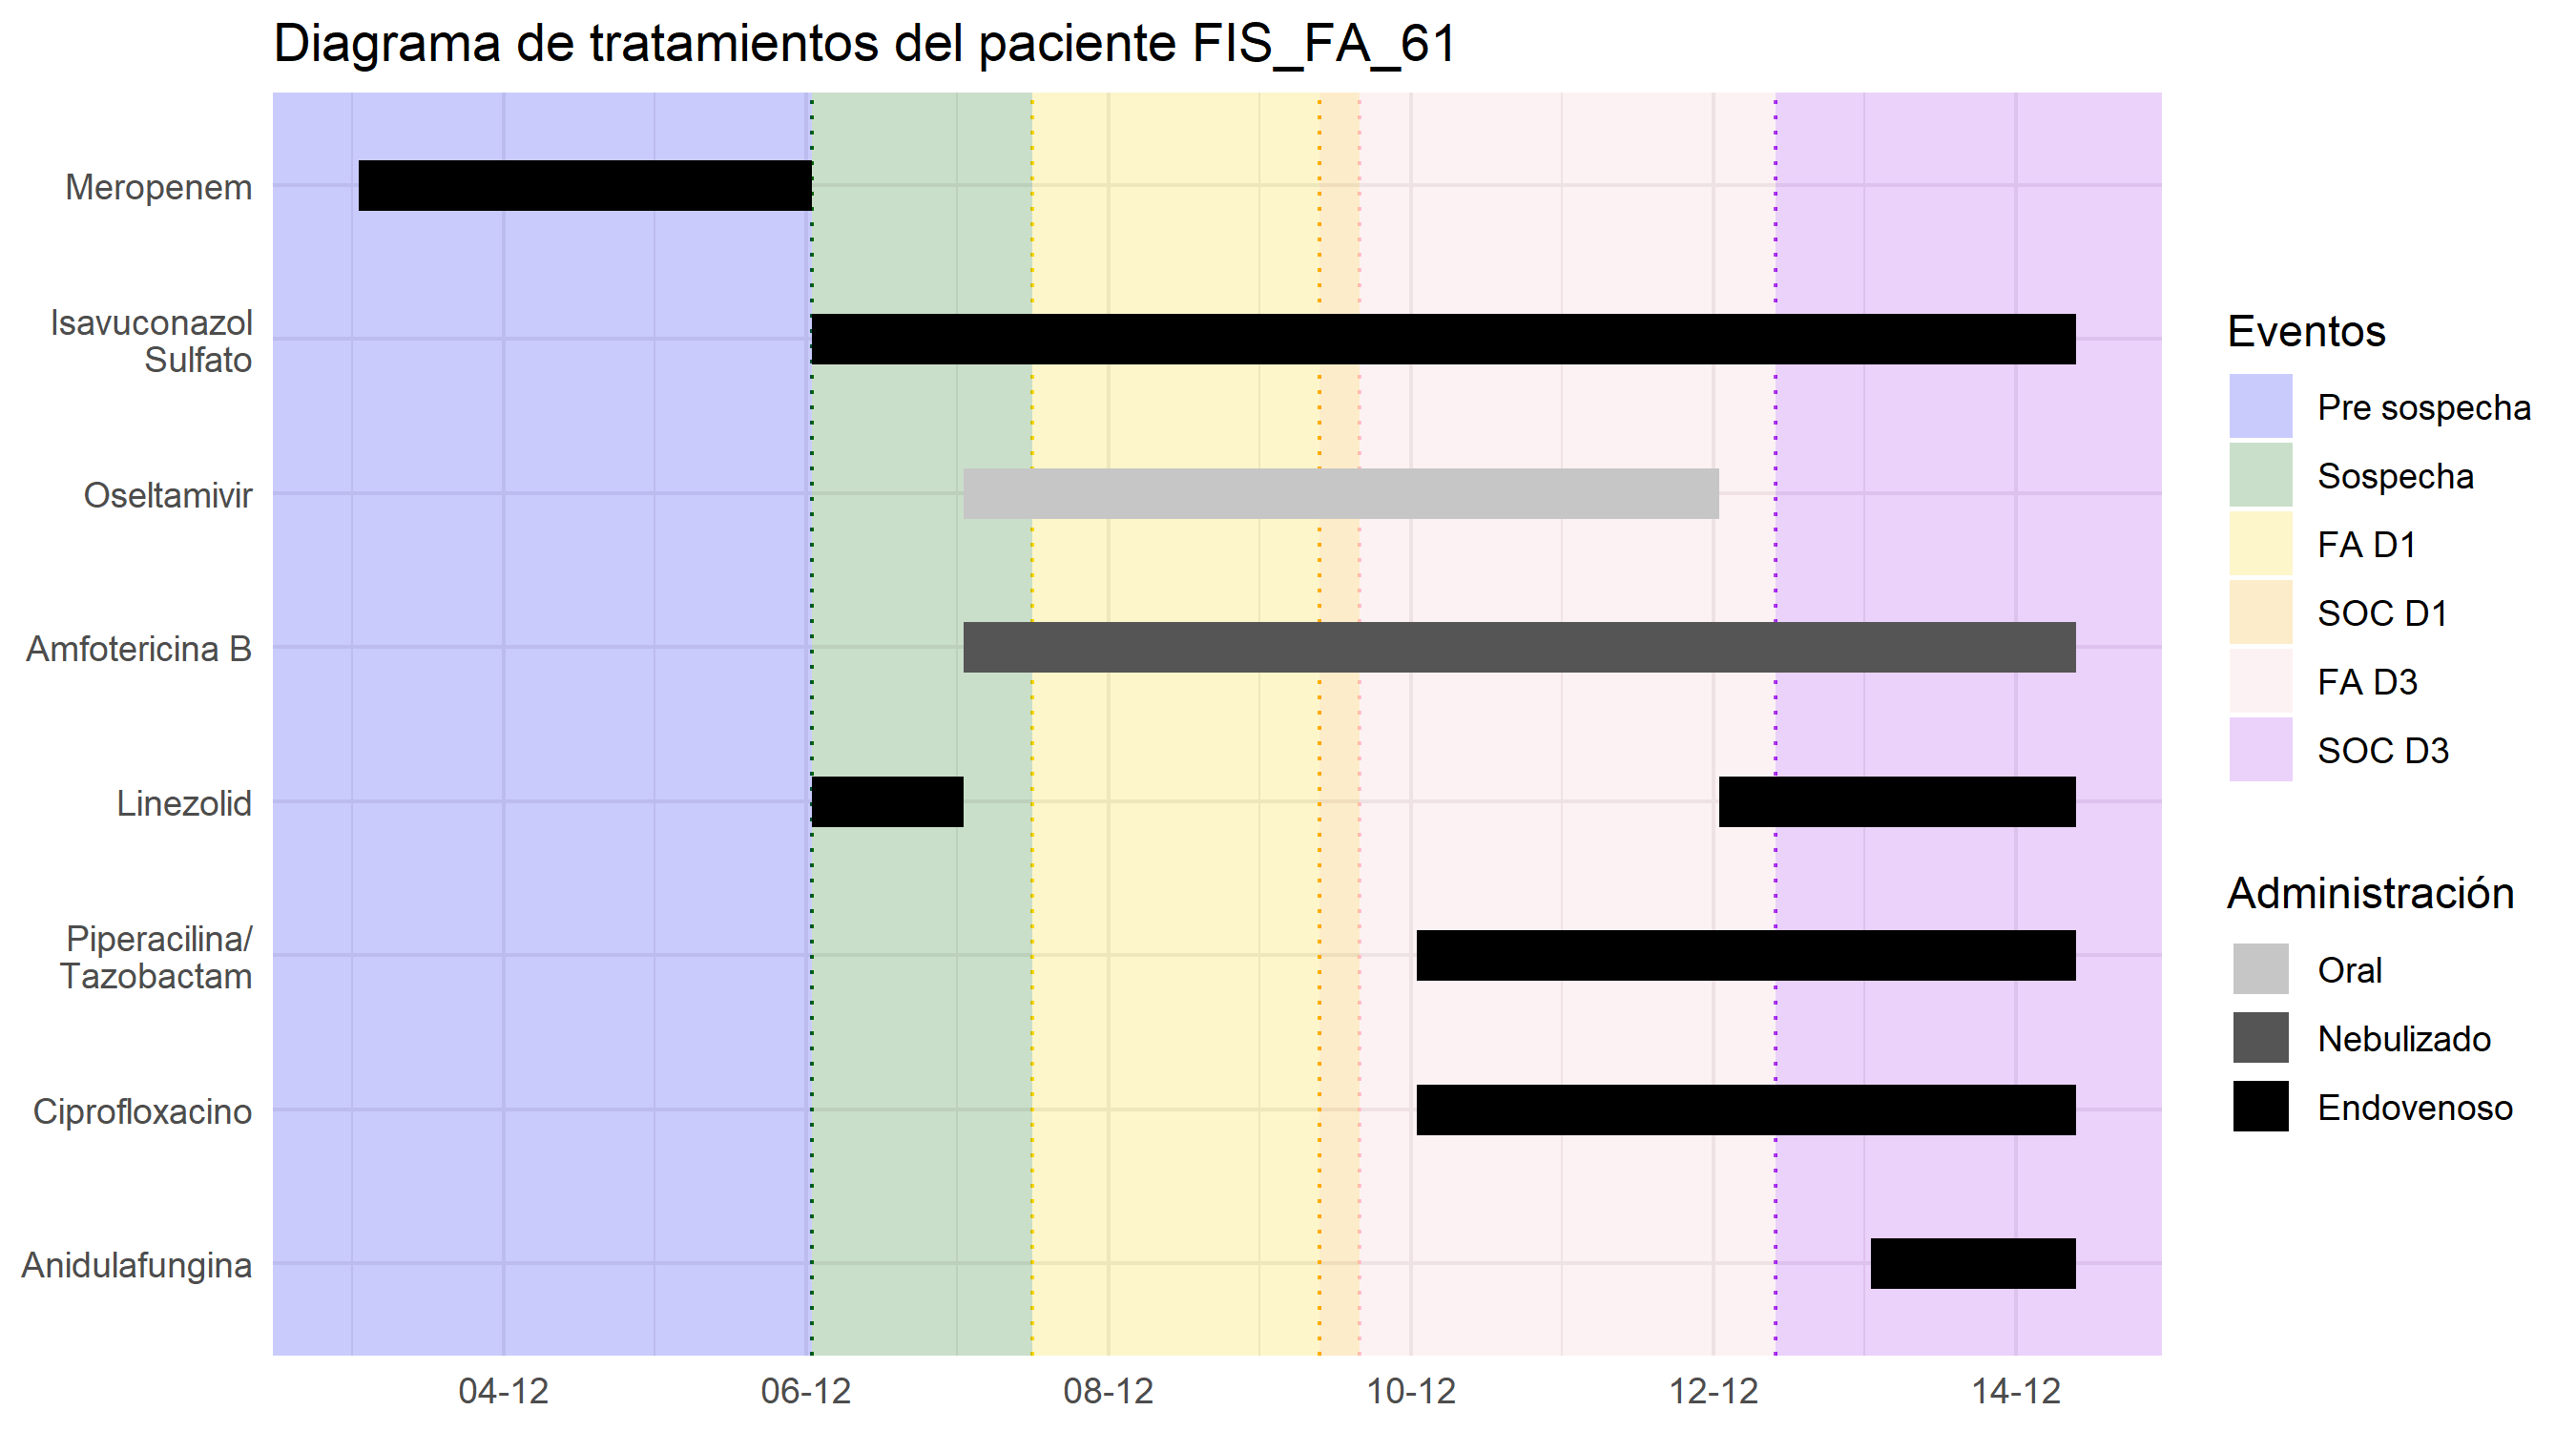 Diagrama de tratamientos del paciente FIS_FA_61
Meropenem
Isavuconazol
Sulfato
Oseltamivir
Amfotericina B
Linezolid
Piperacilina/
Tazobactam
Ciprofloxacino
Anidulafungina
04-12
06-12
08-12
10-12
12-12
14-12
Eventos
Pre sospecha
Sospecha
FA D1
SOC D1
FA D3
SOC D3
Administración
Oral
Nebulizado
Endovenoso